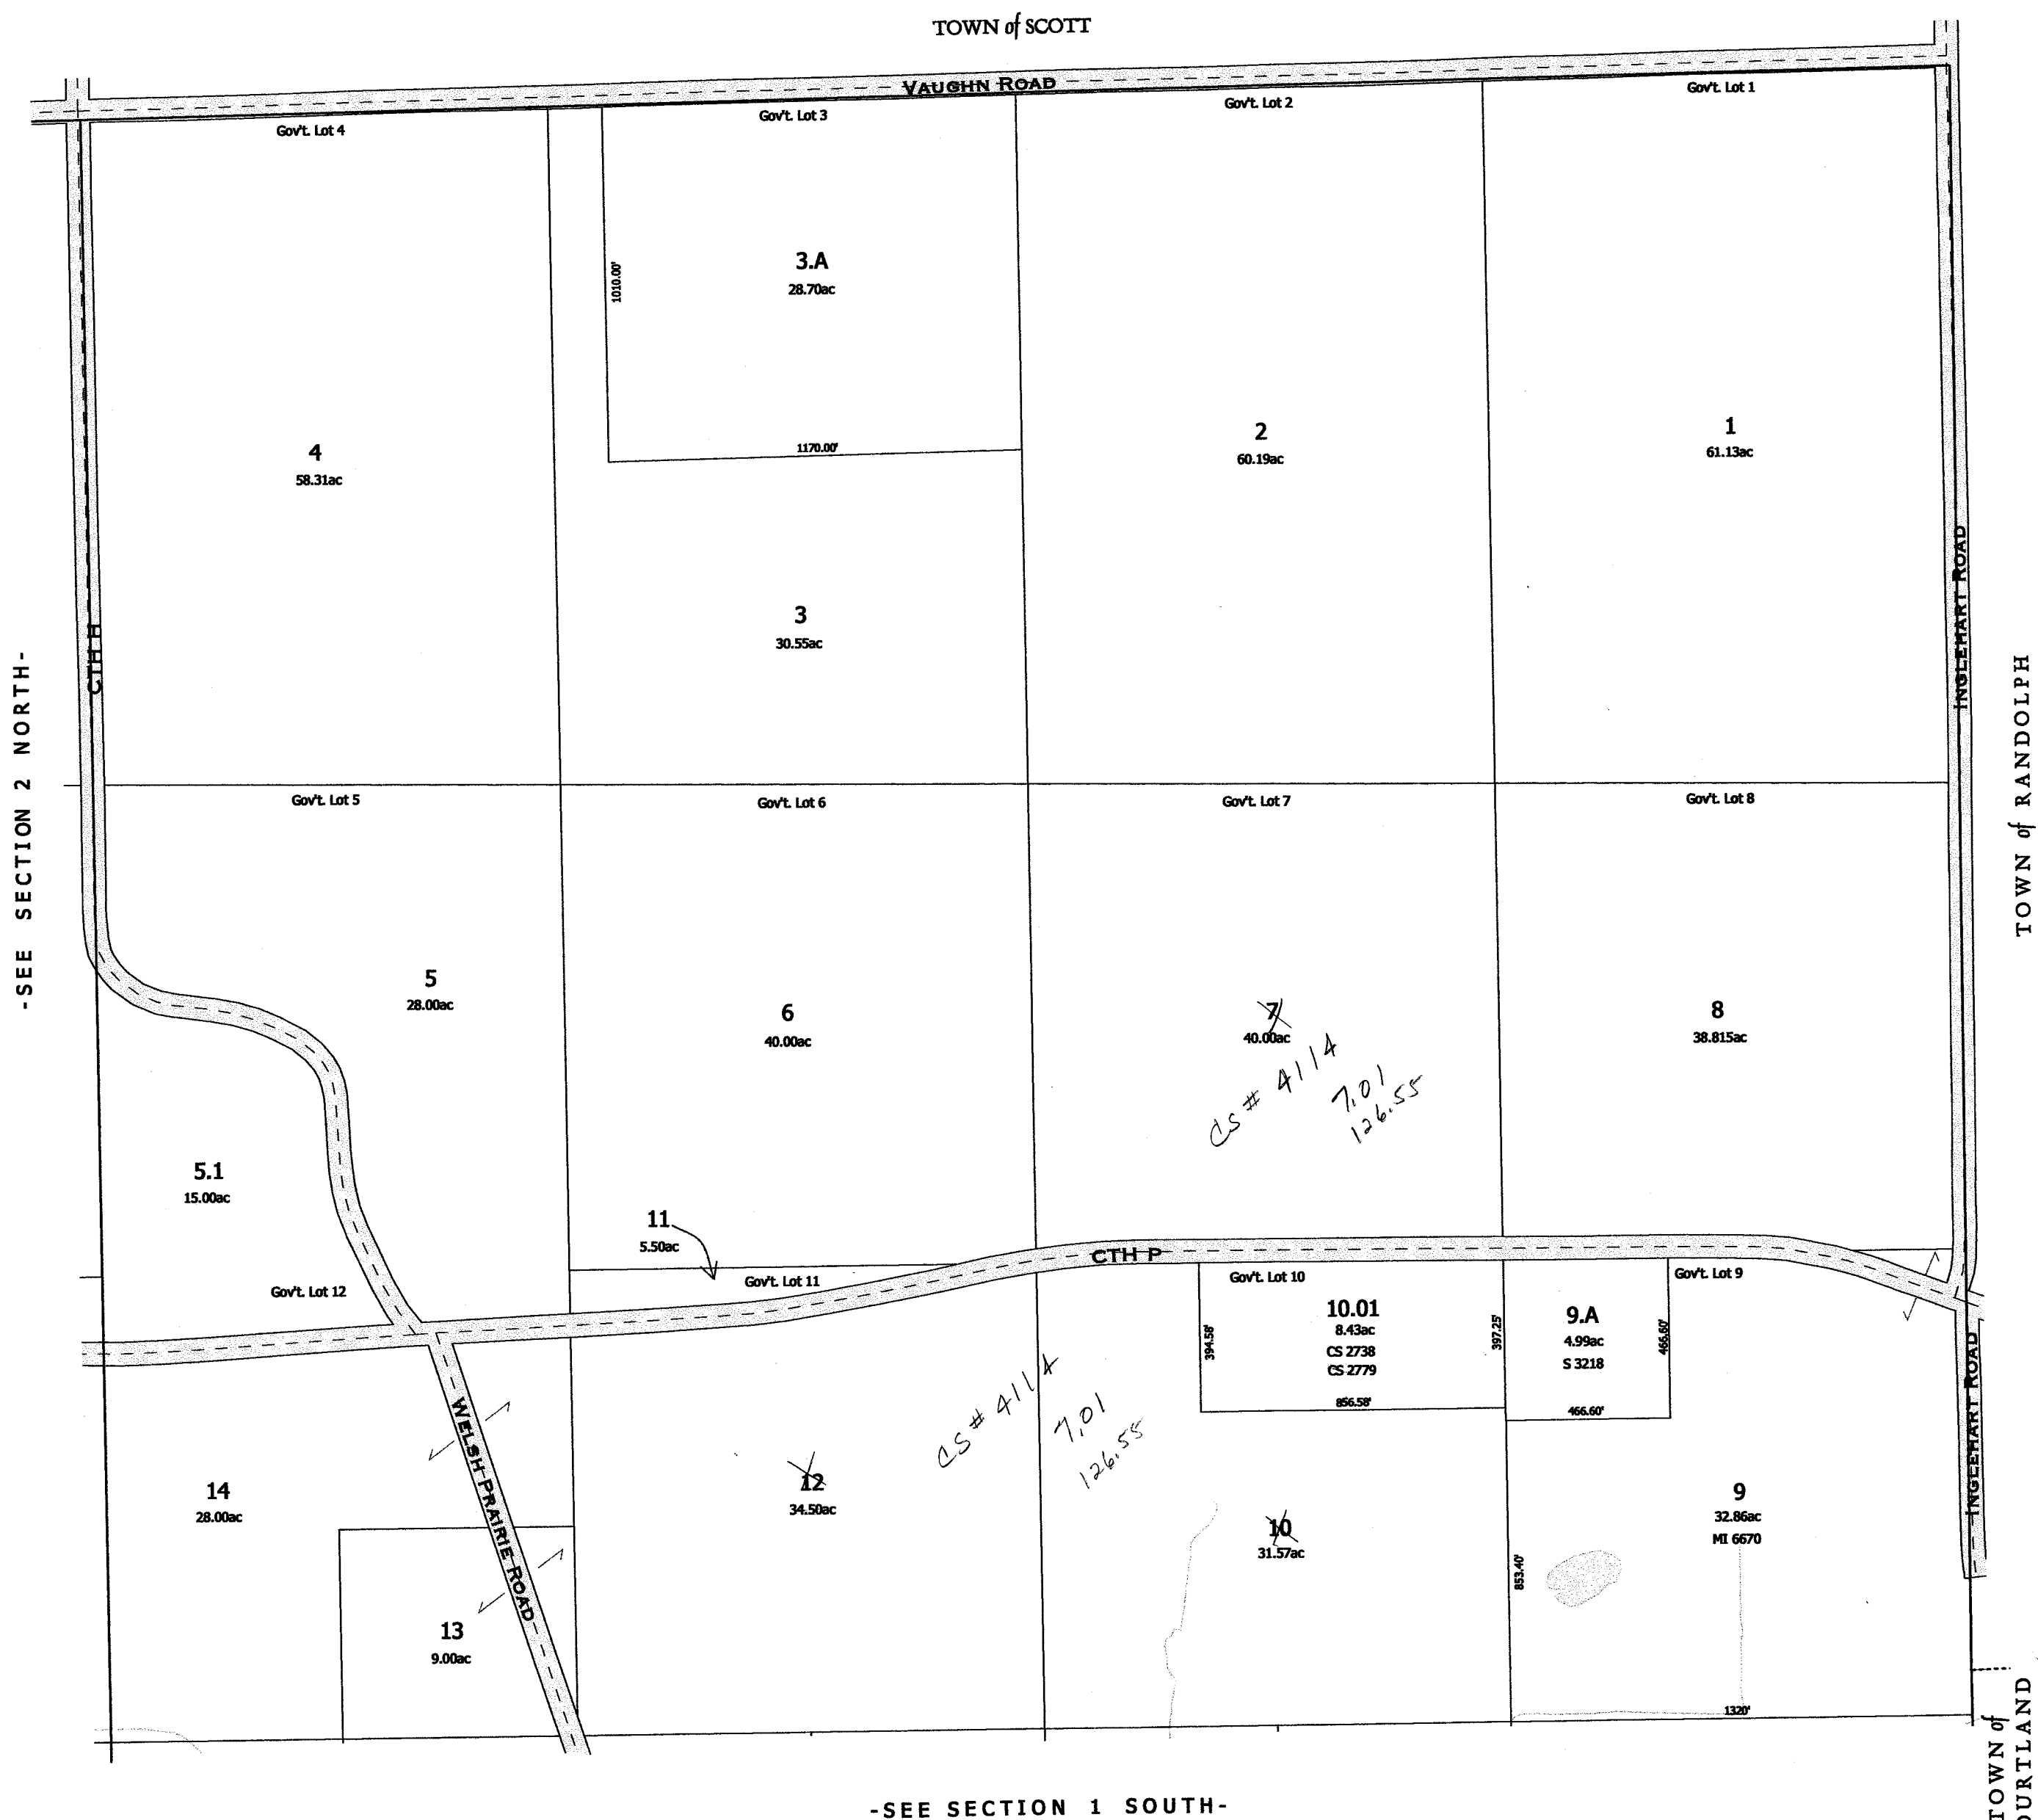 TOWN of SCOTT
VAUGHN ROAD
Gov't. Lot 4
Gov't. Lot 3
Gov't. Lot 2
Gov't. Lot 1
3.A
28.70ac
1010.00'
1170.00'
4
58.31ac
2
60.19ac
1
61.13ac
3
30.55ac
CTH H
INGLEHART ROAD
-SEE SECTION 2 NORTH-
TOWN of RANDOLPH
Gov't. Lot 5
Gov't. Lot 6
Gov't. Lot 7
Gov't. Lot 8
5
28.00ac
6
40.00ac
7
40.00ac
CS # 4114
7.01
126.55
8
38.815ac
5.1
15.00ac
11
5.50ac
CTH P
Gov't. Lot 12
Gov't. Lot 11
Gov't. Lot 10
Gov't. Lot 9
10.01
8.43ac
CS 2738
CS 2779
394.58'
397.25'
856.58'
9.A
4.99ac
S 3218
466.60'
466.60'
INGLEHART ROAD
WELSH PRAIRIE ROAD
CS # 4114
7.01
126.55
14
28.00ac
12
34.50ac
10
31.57ac
9
32.86ac
MI 6670
853.40'
13
9.00ac
1320'
TOWN of
OURTLAND
-SEE SECTION 1 SOUTH-